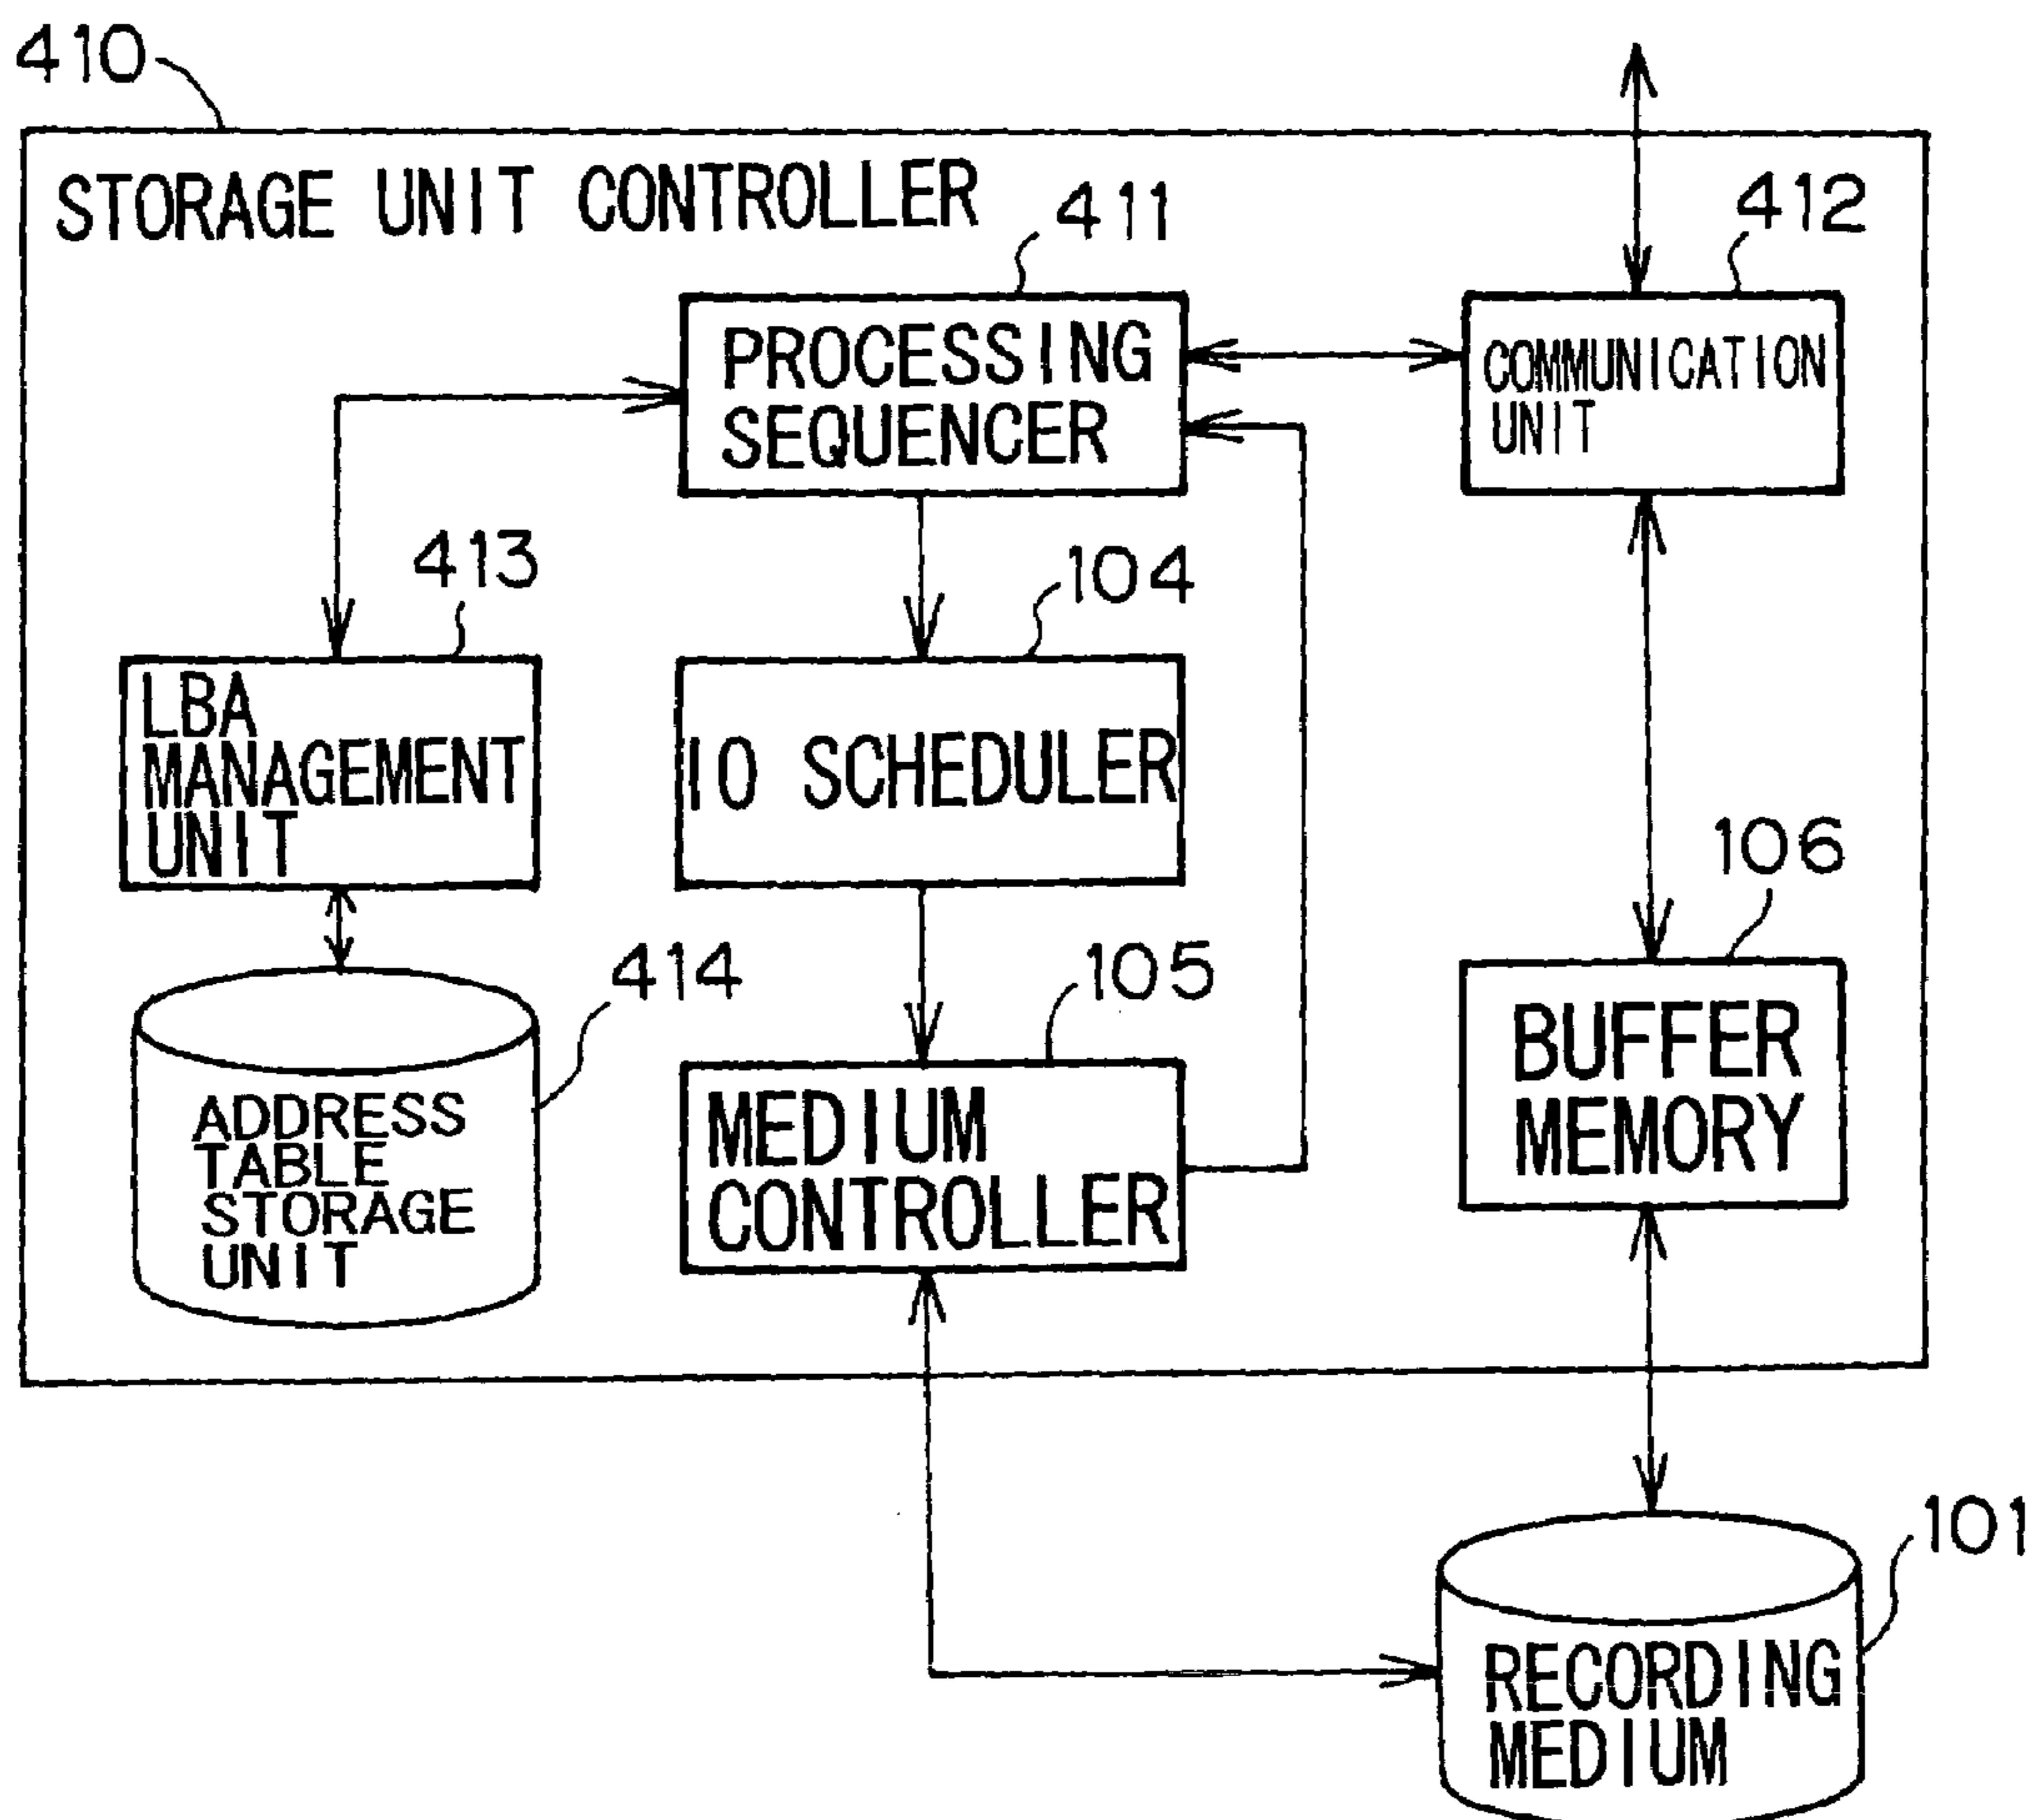 410
STORAGE UNIT CONTROLLER
411
412
PROCESSING
SEQUENCER
COMMUNICATION
UNIT
413
104
LBA
MANAGEMENT
UNIT
IO SCHEDULER
106
414
105
ADDRESS
TABLE
STORAGE
UNIT
MEDIUM
CONTROLLER
BUFFER
MEMORY
101
RECORDING
MEDIUM